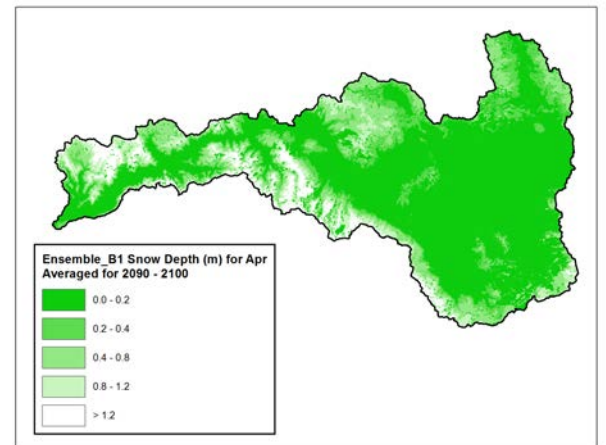 Ensemble_B1 Snow Depth (m) for Apr
Averaged for 2090 - 2100
0.0 - 0.2
0.2 - 0.4
0.4 - 0.8
0.8 - 1.2
> 1.2